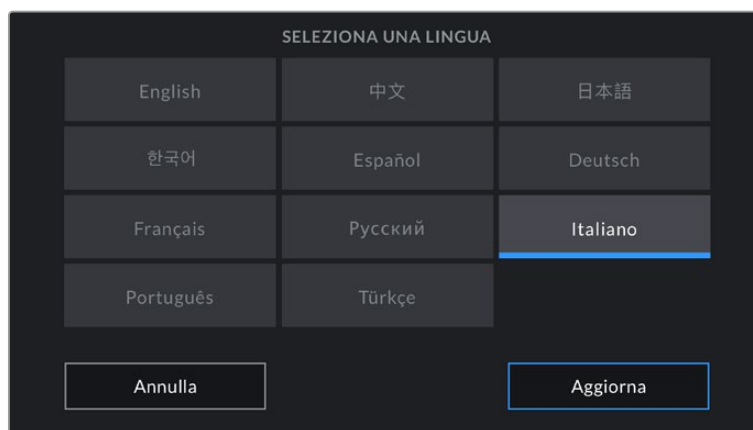 SELEZIONA UNA LINGUA
English
中文
日本語
한국어
Español
Deutsch
Français
Русский
Italiano
Português
Türkçe
Annulla
Aggiorna